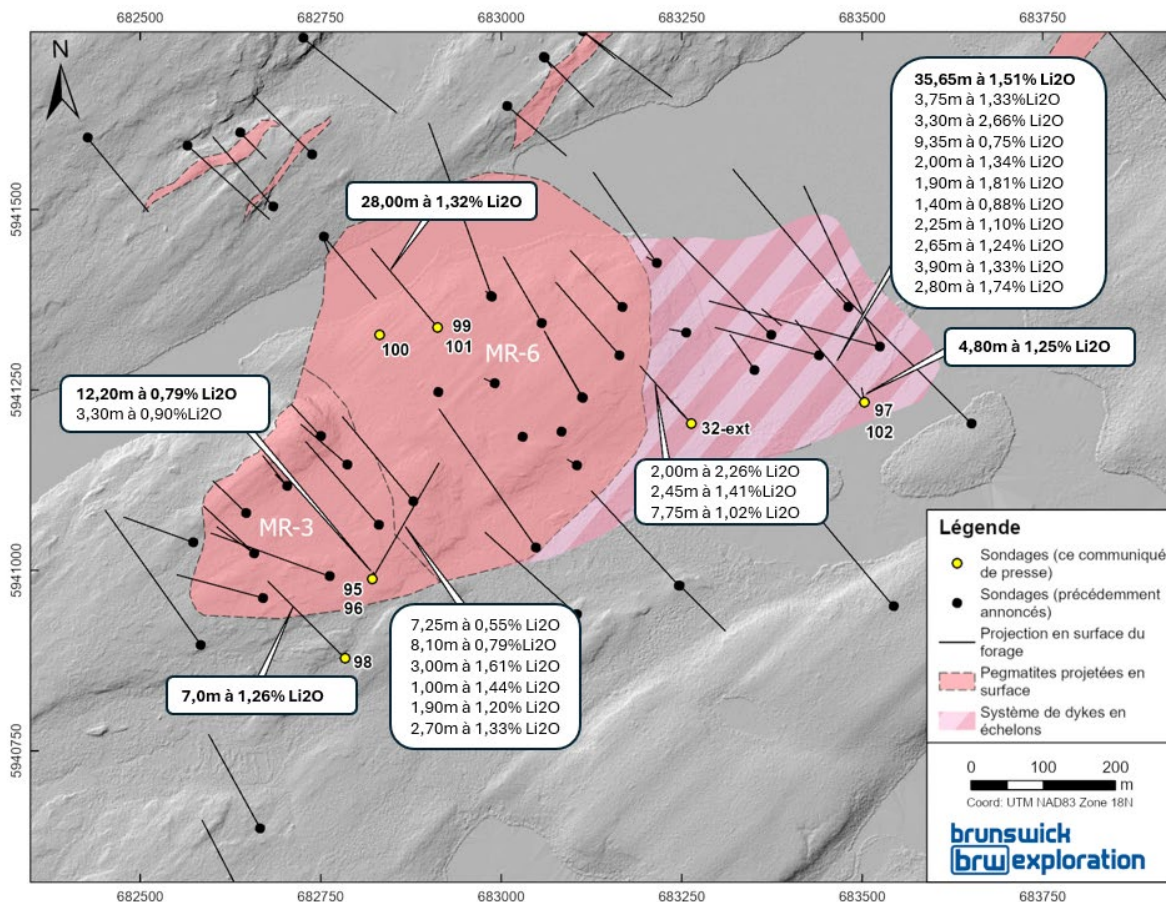 682500
682750
683000
683250
683500
683750
N
5941500
5941250
5941000
5940750
35,65m à 1,51% Li2O
3,75m à 1,33%Li2O
3,30m à 2,66% Li2O
9,35m à 0,75% Li2O
2,00m à 1,34% Li2O
1,90m à 1,81% Li2O
1,40m à 0,88% Li2O
2,25m à 1,10% Li2O
2,65m à 1,24% Li2O
3,90m à 1,33% Li2O
2,80m à 1,74% Li2O
28,00m à 1,32% Li2O
99
100
101
MR-6
4,80m à 1,25% Li2O
12,20m à 0,79% Li2O
3,30m à 0,90%Li2O
97
102
32-ext
2,00m à 2,26% Li2O
2,45m à 1,41%Li2O
7,75m à 1,02% Li2O
MR-3
95
96
98
7,25m à 0,55% Li2O
8,10m à 0,79%Li2O
3,00m à 1,61% Li2O
1,00m à 1,44% Li2O
1,90m à 1,20% Li2O
2,70m à 1,33% Li2O
7,0m à 1,26% Li2O
Légende
Sondages (ce communiqué
de presse)
Sondages (précédemment
annoncés)
Projection en surface du
forage
Pegmatites projetées en
surface
Système de dykes en
échelons
0 100 200
m
Coord: UTM NAD83 Zone 18N
brunswick
brw exploration
682500
682750
683000
683250
683500
683750